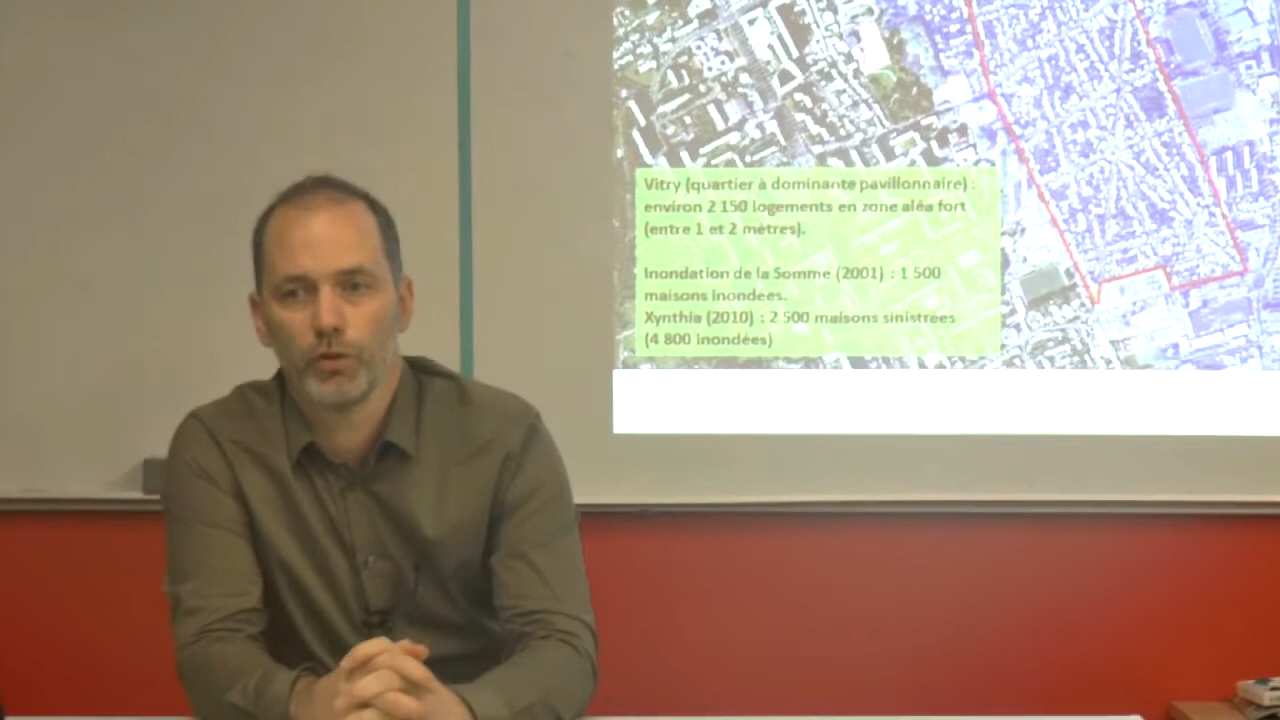 Vitry (quartier à dominante pavillonnaire) :
environ 2 150 logements en zone aléa fort
(entre 1 et 2 mètres).
Inondation de la Somme (2001) : 1 500
maisons inondées.
Xynthia (2010) : 2 500 maisons sinistrées
(4 800 inondées)